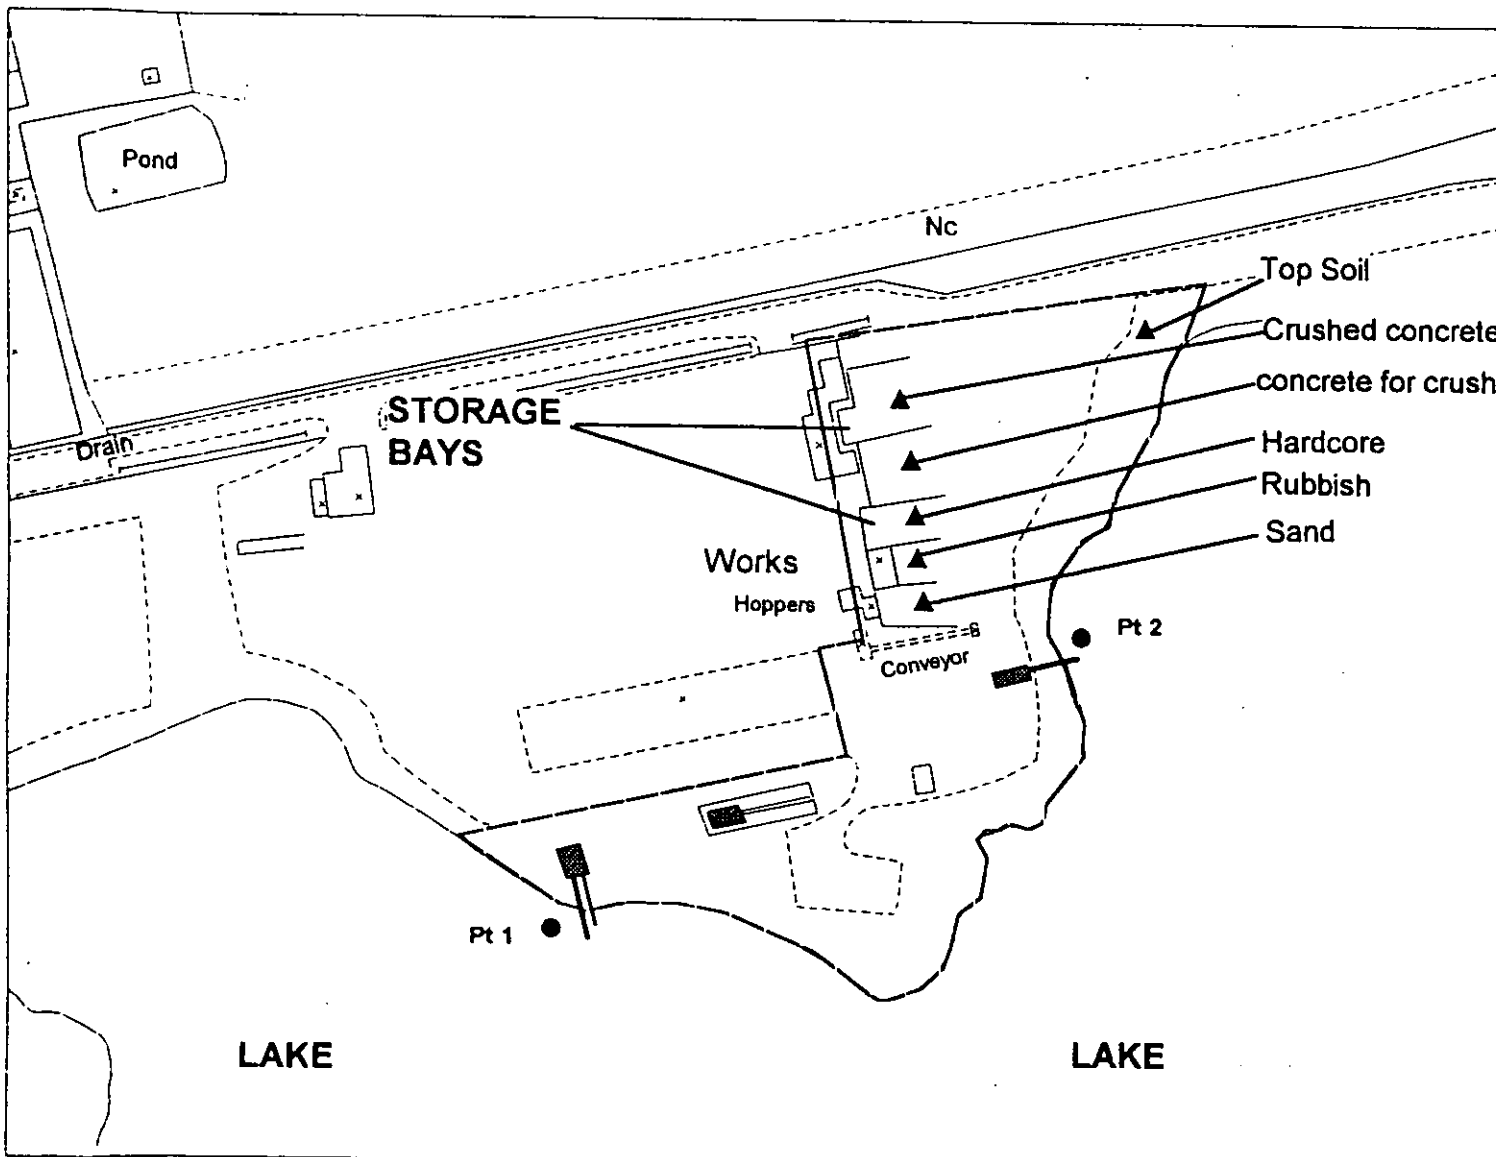 Pond
Nc
Top Soil
Crushed concrete
concrete for crush
STORAGE
BAYS
Drain
Hardcore
Rubbish
Sand
Works
Hoppers
Pt 2
Conveyor
Pt 1
LAKE
LAKE